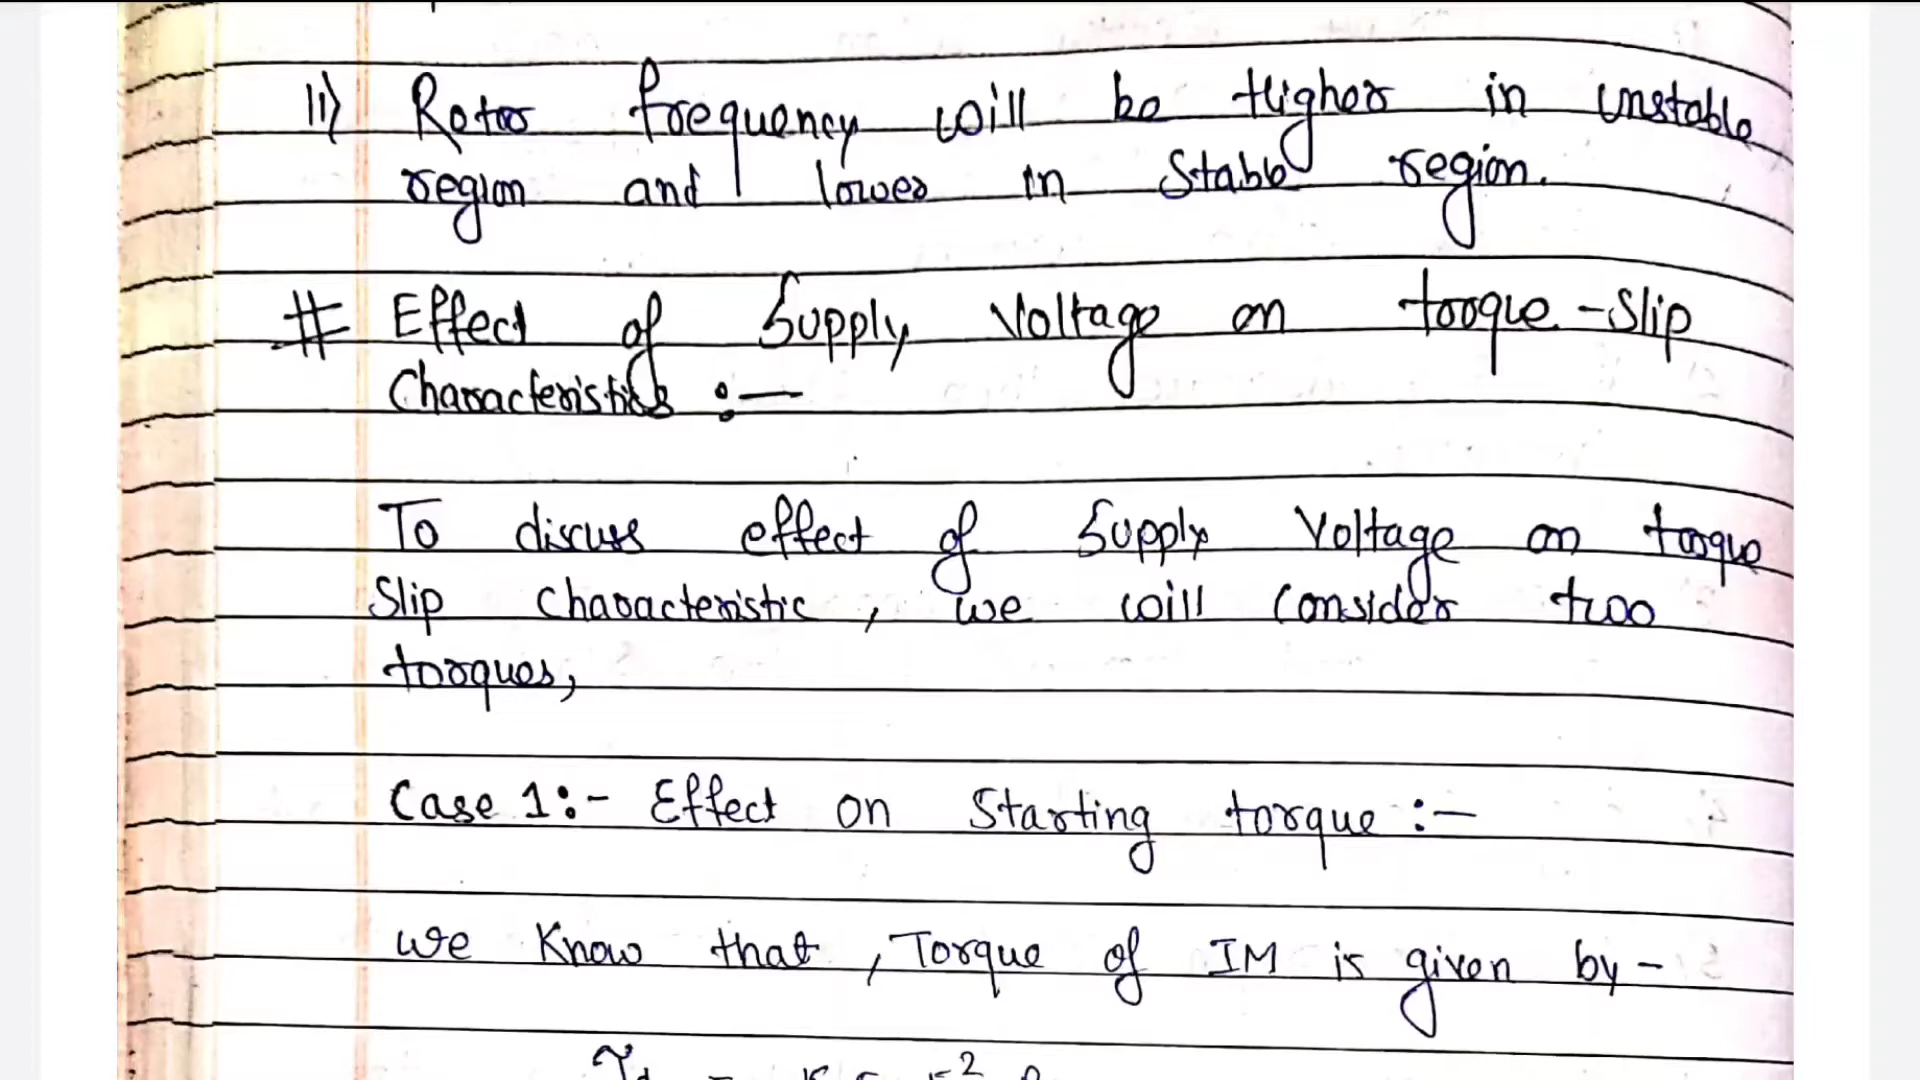 11) Rotor frequency will be Higher in unstable
region and lower in Stable region.
# Effect of Supply Voltage on torque-Slip
Characteristics :-
To discuss effect of Supply Voltage on torque
Slip characteristic, we will consider two
torques,
Case 1:- Effect on Starting torque :-
we know that, Torque of IM is given by -